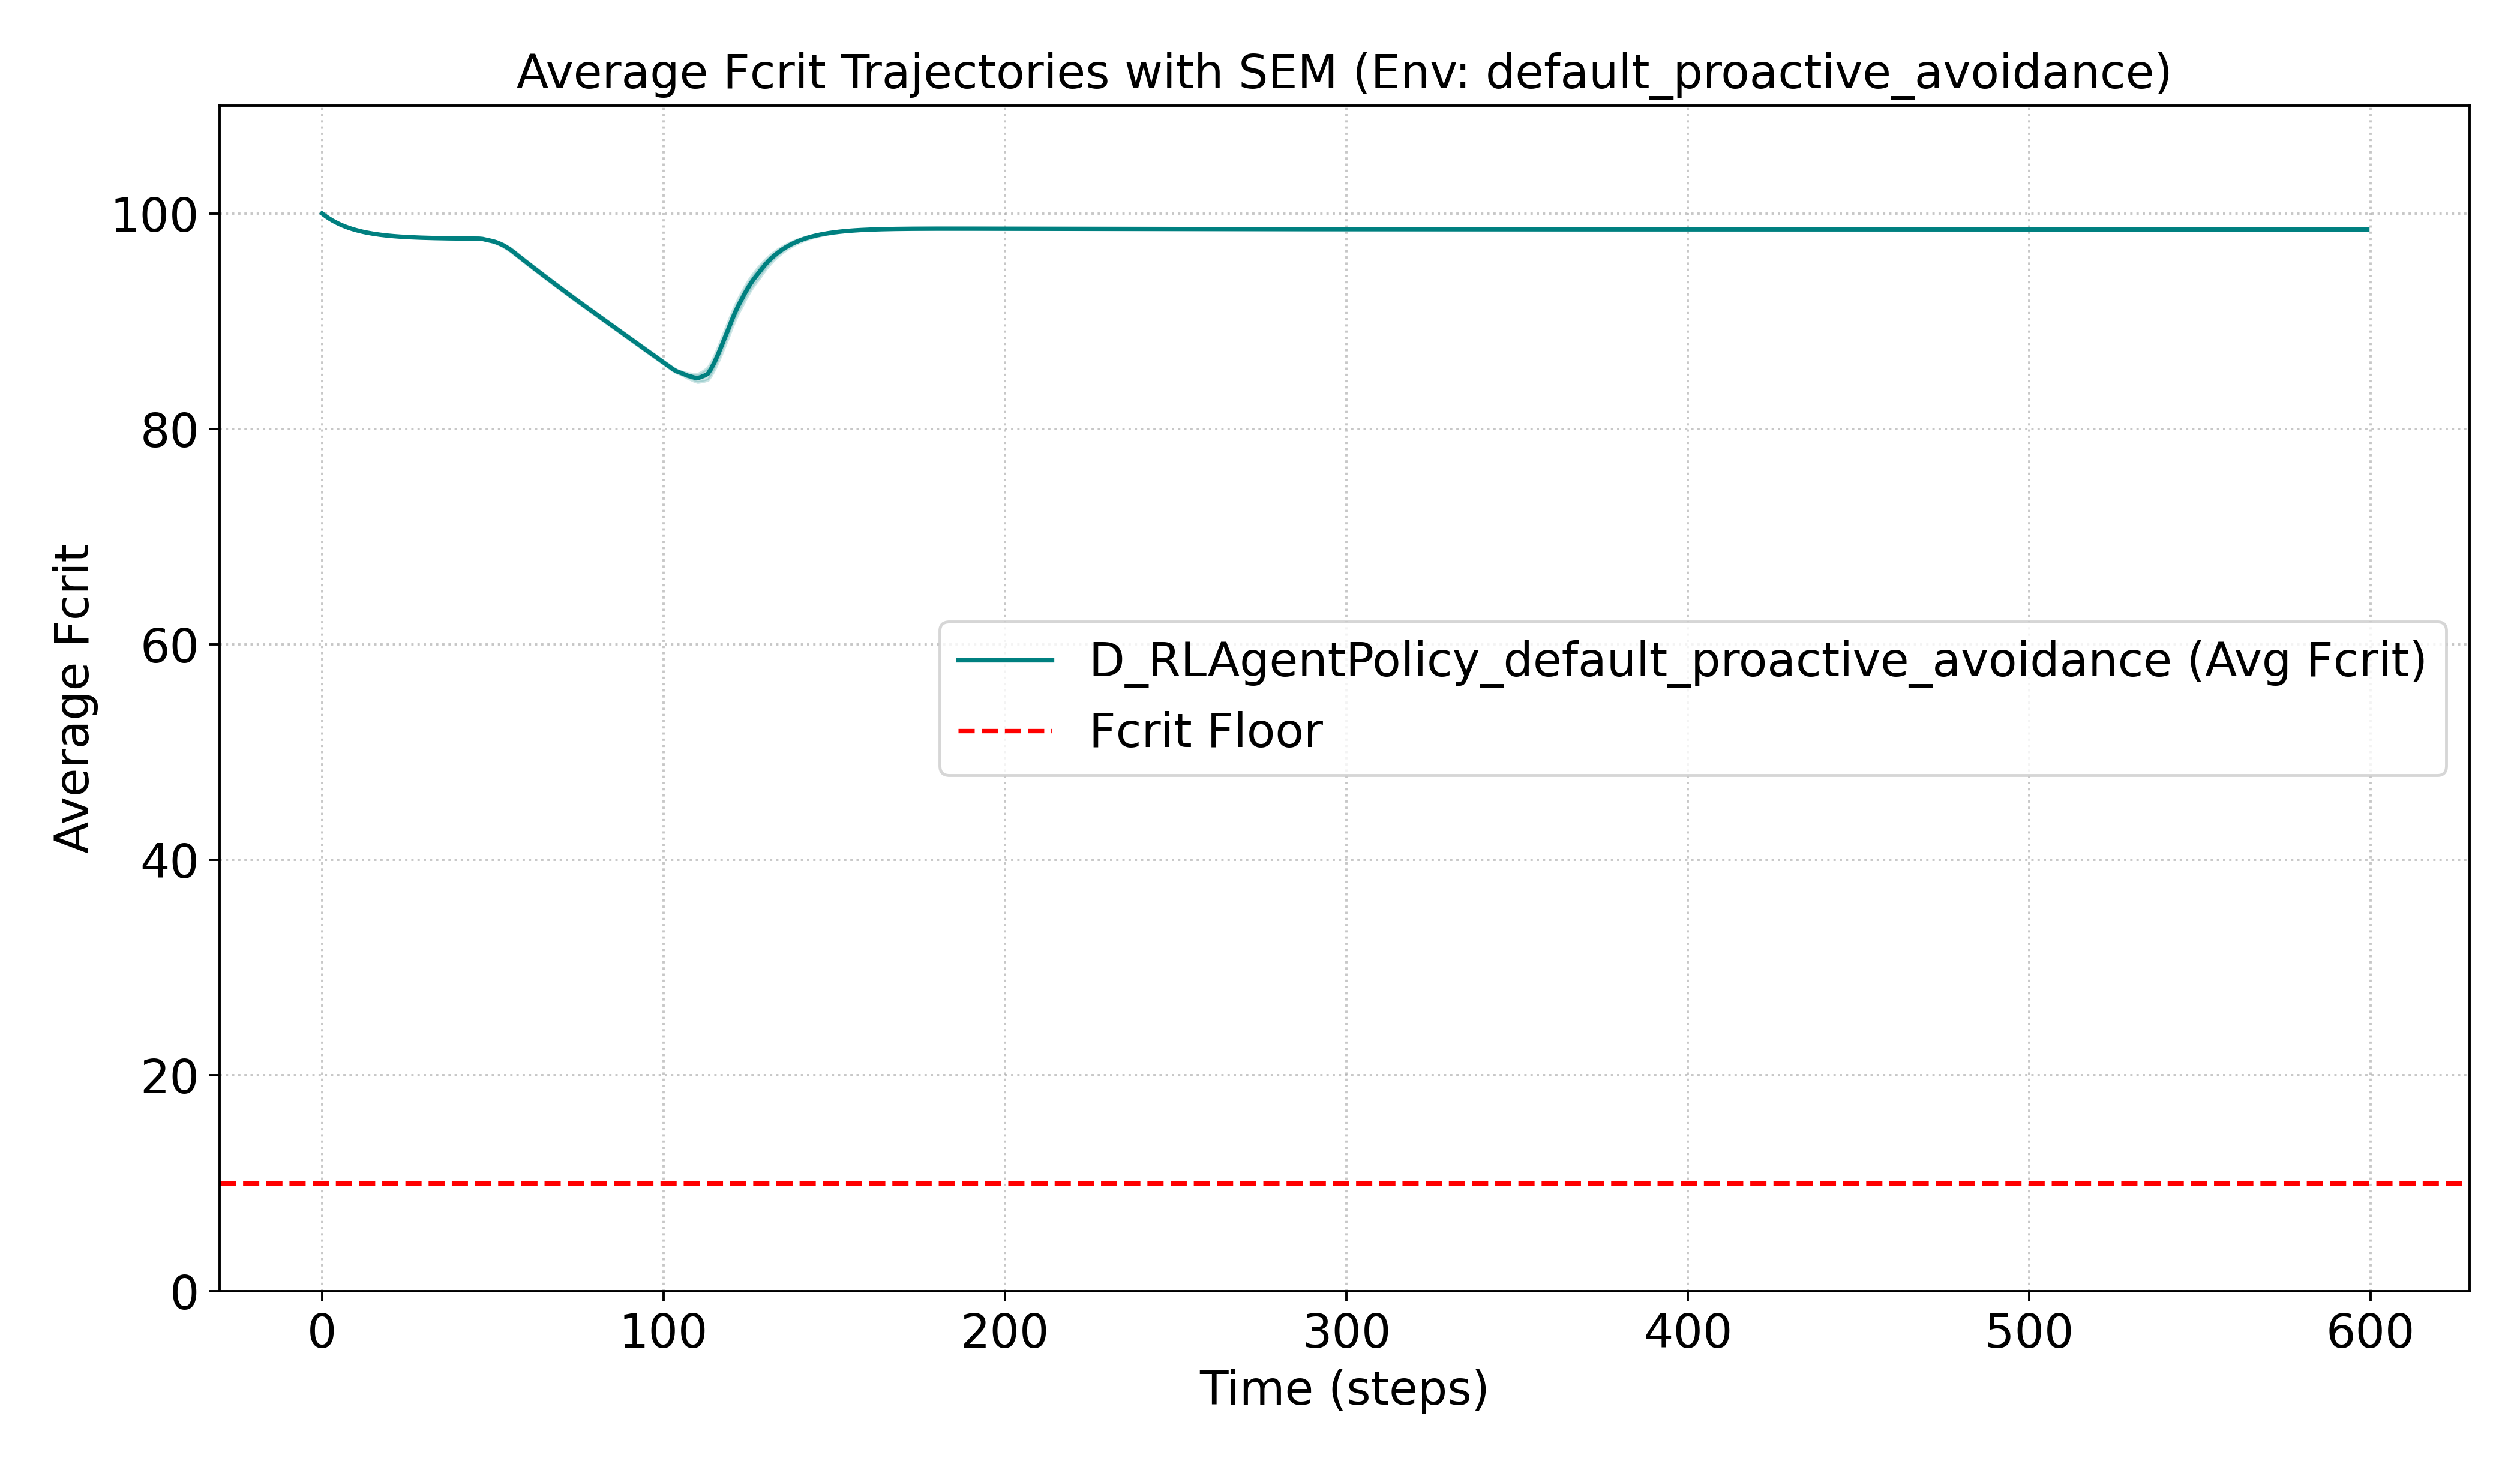 Average Fcrit Trajectories with SEM (Env: default_proactive_avoidance)
Average Fcrit
100
80
60
40
20
0
D_RLAgentPolicy_default_proactive_avoidance (Avg Fcrit)
Fcrit Floor
0 100 200 300 400 500 600
Time (steps)